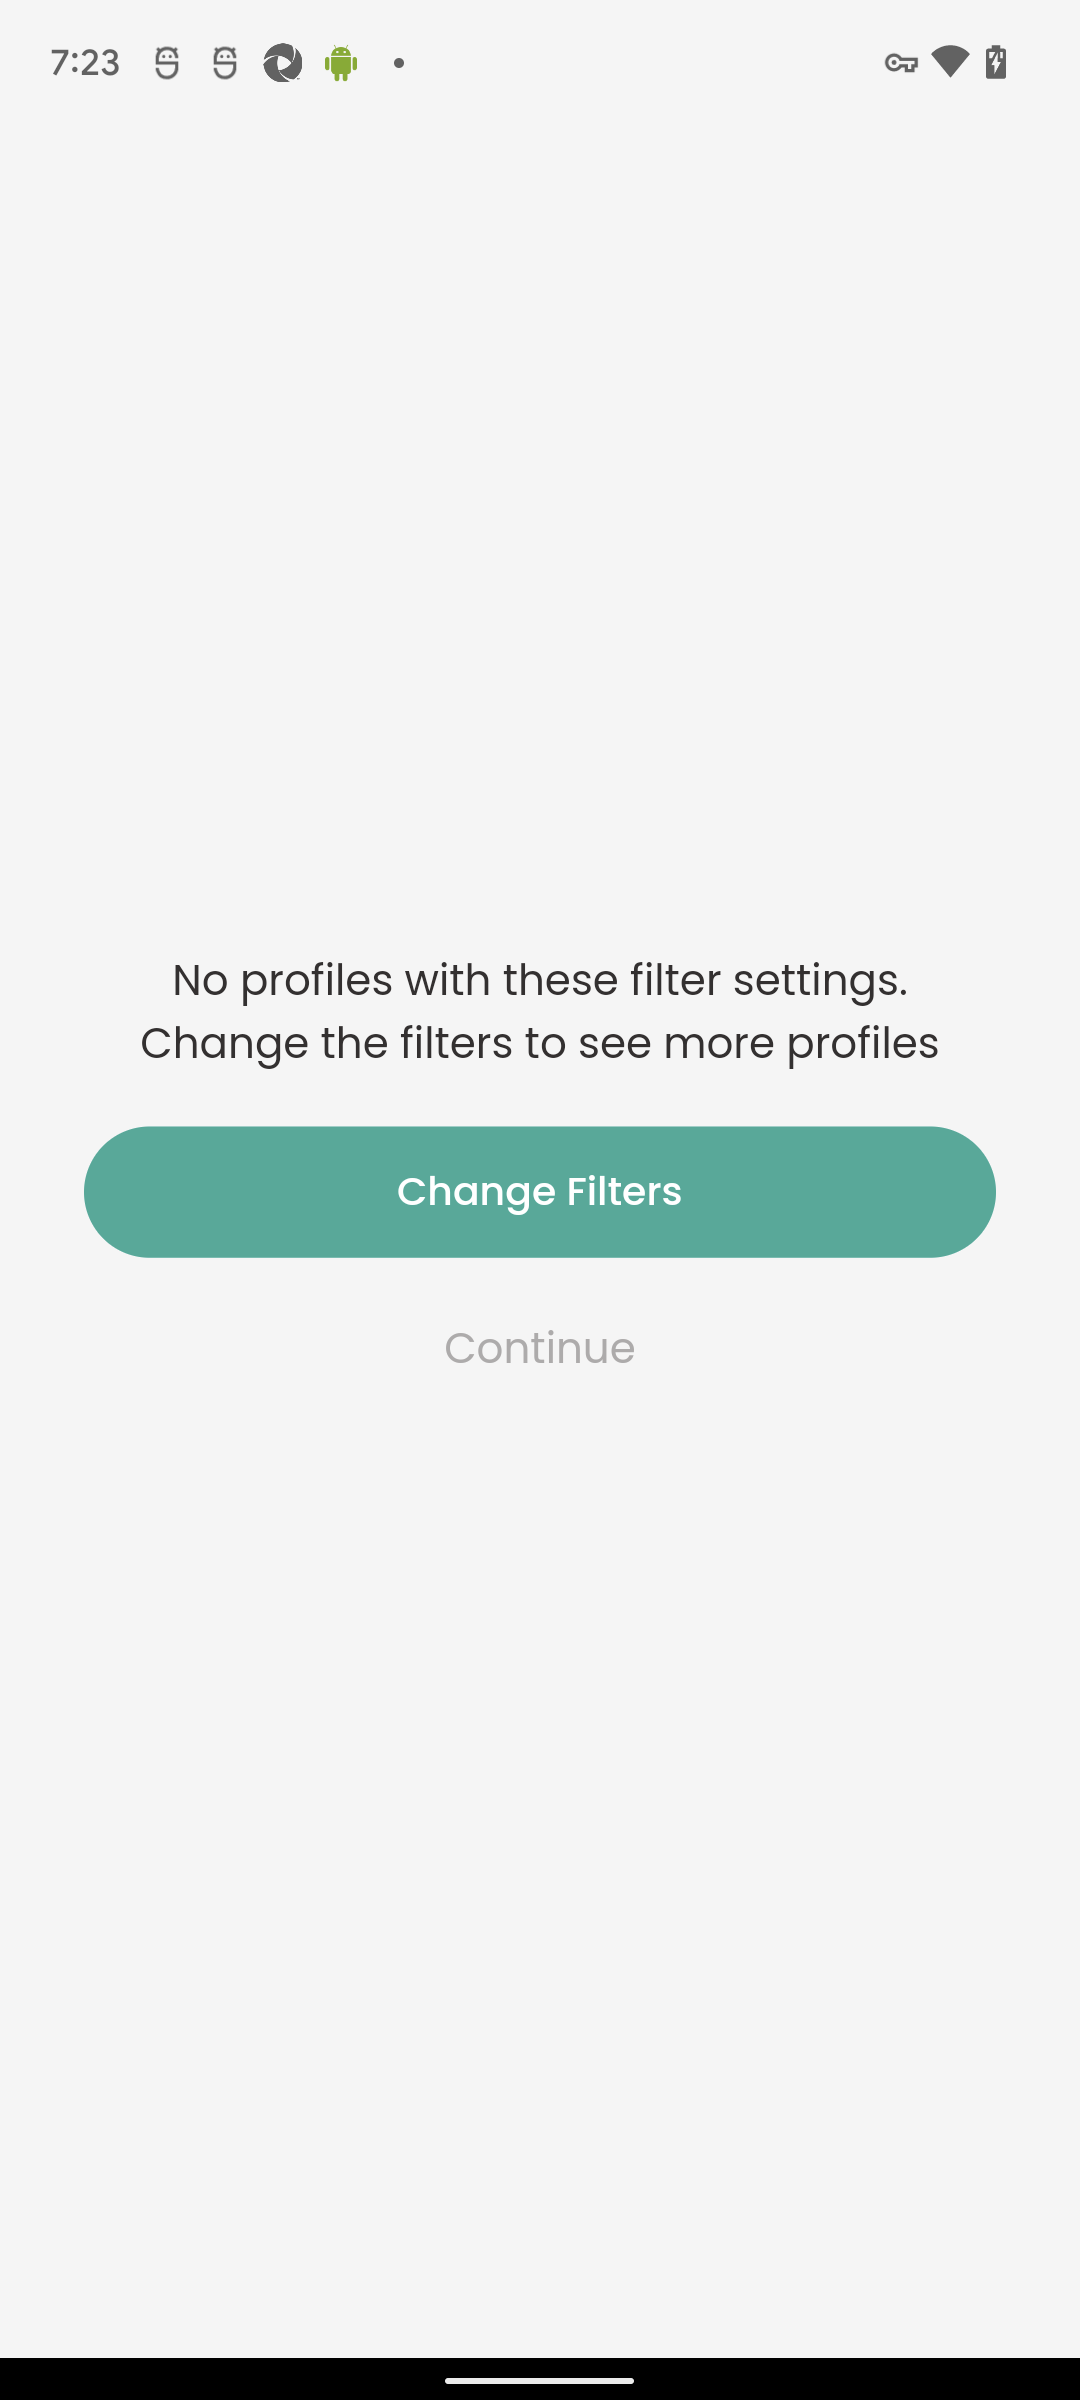 7:23
No profiles with these filter settings.
Change the filters to see more profiles
Change Filters
Continue